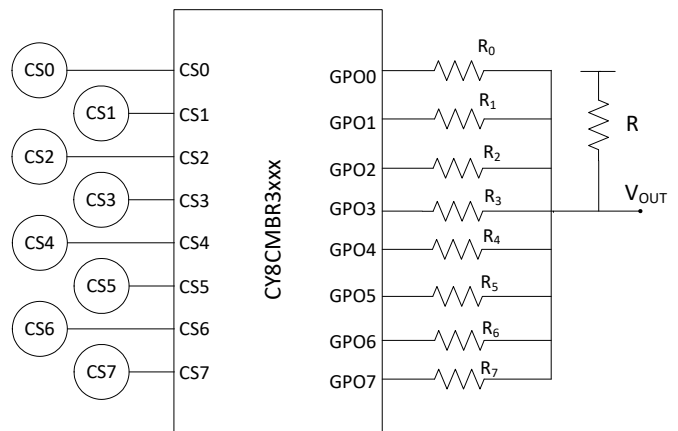 CS0
CS1
CS2
CS3
CS4
CS5
CS6
CS7
CS0
CS1
CS2
CS3
CS4
CS5
CS6
CS7
CY8CMBR3xxx
GPO0
GPO1
GPO2
GPO3
GPO4
GPO5
GPO6
GPO7
R0
R1
R2
R3
R4
R5
R6
R7
R
VOUT